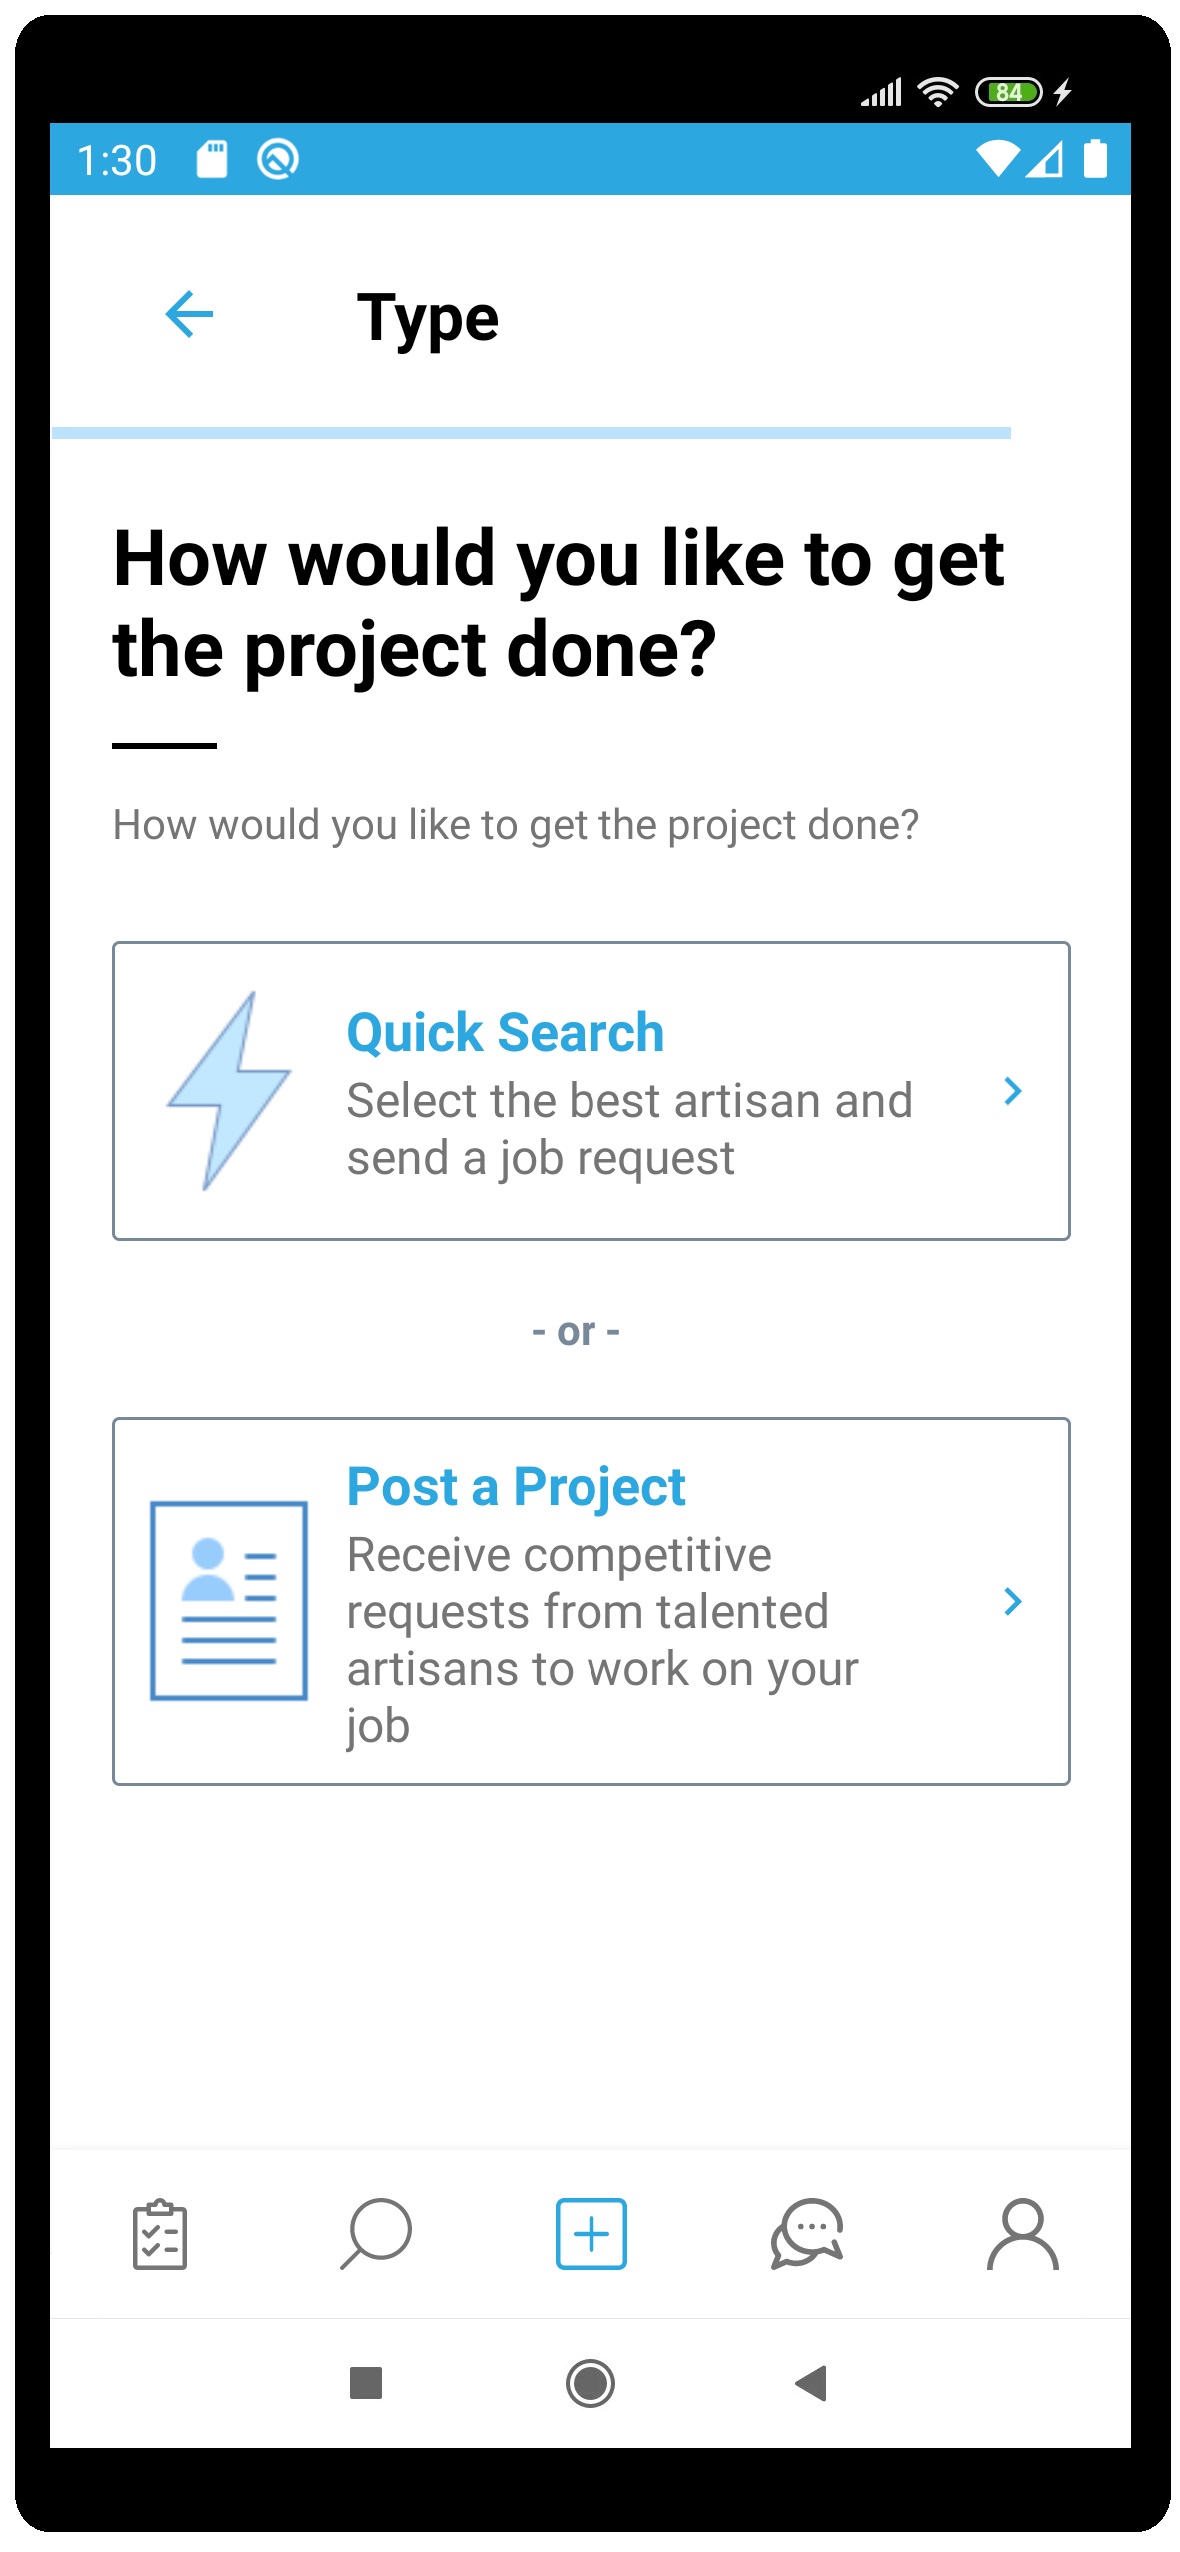 84
1:30
Type
How would you like to get
the project done?
How would you like to get the project done?
Quick Search
Select the best artisan and
send a job request
- or -
Post a Project
Receive competitive
requests from talented
artisans to work on your
job